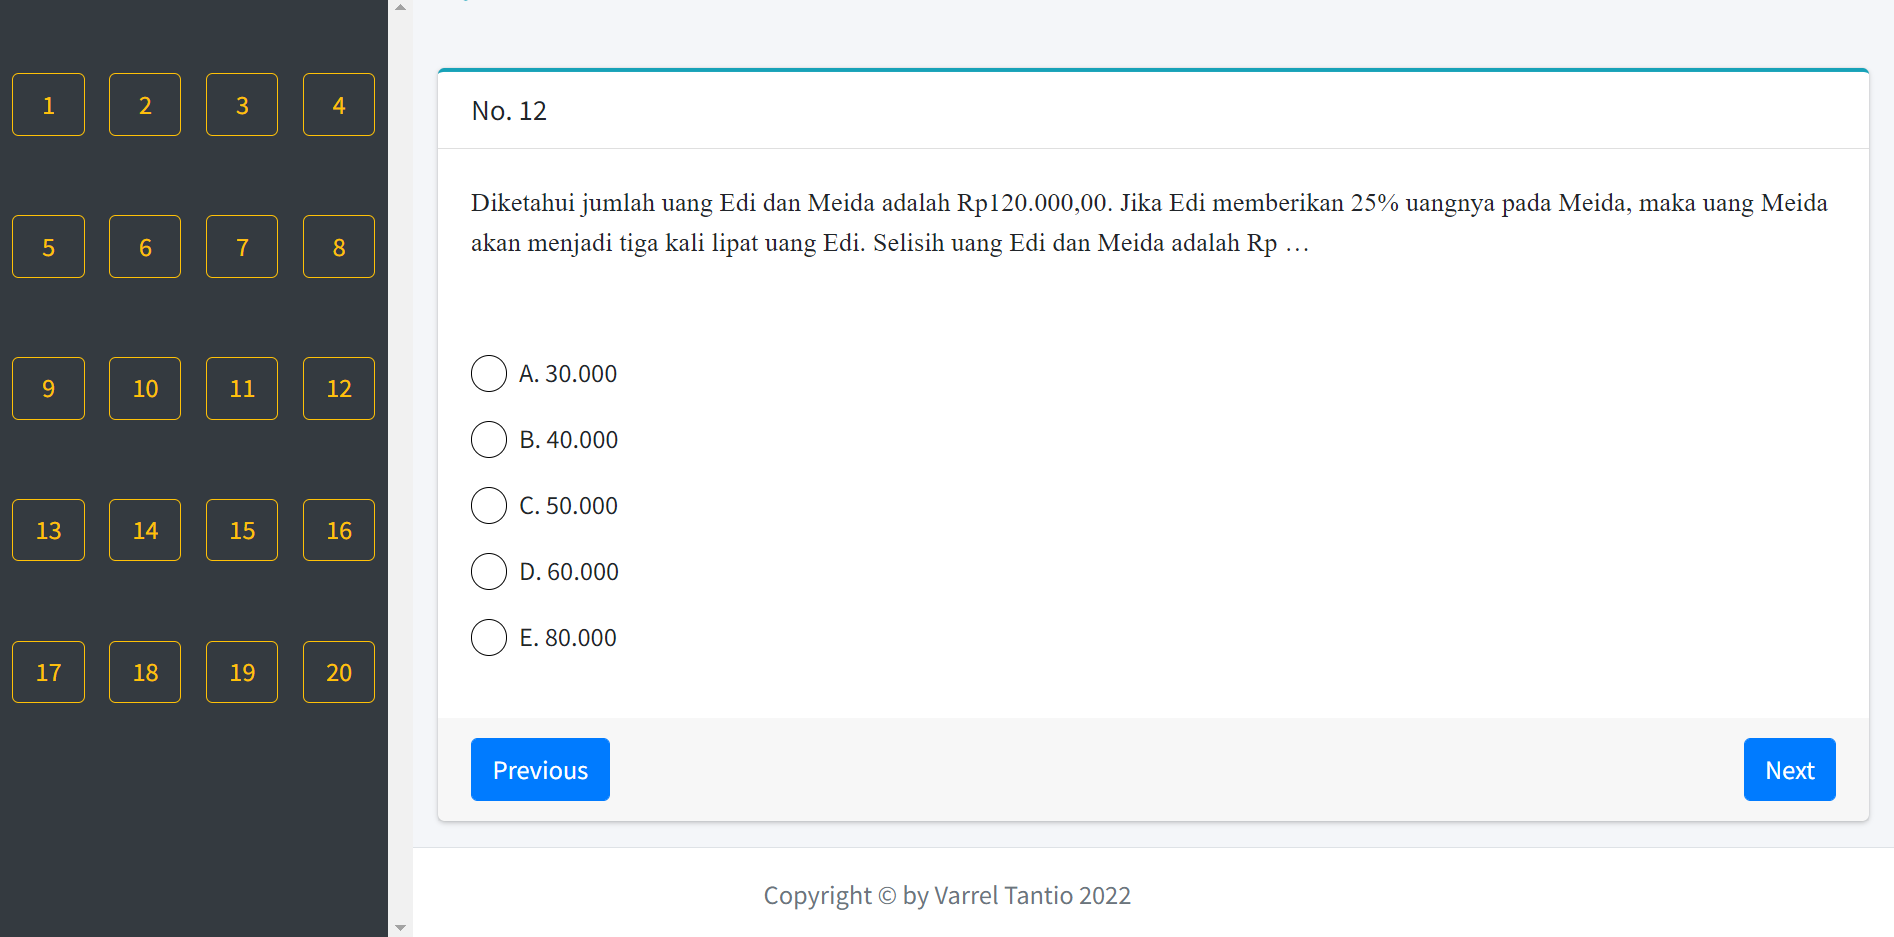 1 2 3 4
5 6 7 8
9 10 11 12
13 14 15 16
17 18 19 20
No. 12
Diketahui jumlah uang Edi dan Meida adalah Rp120.000,00. Jika Edi memberikan 25% uangnya pada Meida, maka uang Meida
akan menjadi tiga kali lipat uang Edi. Selisih uang Edi dan Meida adalah Rp …
A. 30.000
B. 40.000
C. 50.000
D. 60.000
E. 80.000
Previous
Next
Copyright © by Varrel Tantio 2022